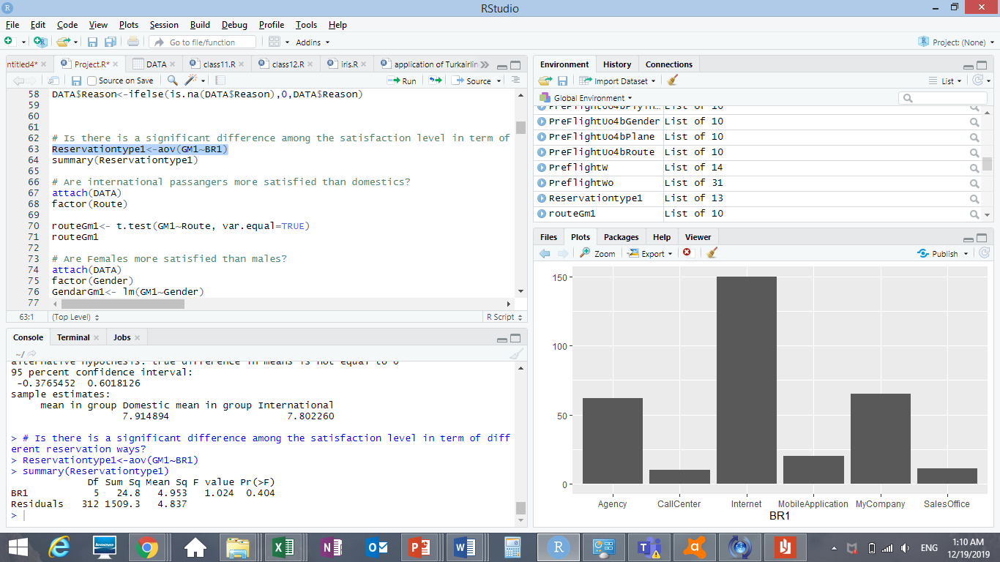 RStudio
File Edit Code View Plots Session Build Debug Profile Tools Help
Go to file/function Addins Project: (None)
ntitled4* Project.R* DATA class11.R class12.R iris.R application of Turkairlin
Source on Save Run Source
58 DATA$Reason<-ifelse(is.na(DATA$Reason),0,DATA$Reason)
59
60
61
62 # Is there is a significant difference among the satisfaction level in term of
63 Reservationtype1<-aov(GM1~BR1)
64 summary(Reservationtype1)
65
66 # Are international passangers more satisfied than domestics?
67 attach(DATA)
68 factor(Route)
69
70 routeGm1<- t.test(GM1~Route, var.equal=TRUE)
71 routeGm1
72
73 # Are Females more satisfied than males?
74 attach(DATA)
75 factor(Gender)
76 GendarGm1<- lm(GM1~Gender)
77
63:1 (Top Level) R Script
Console Terminal Jobs
~/
alternative hypothesis: true difference in means is not equal to 0
95 percent confidence interval:
-0.3765452 0.6018126
sample estimates:
mean in group Domestic mean in group International
7.914894 7.802260
> # Is there is a significant difference among the satisfaction level in term of diff
erent reservation ways?
> Reservationtype1<-aov(GM1~BR1)
> summary(Reservationtype1)
Df Sum Sq Mean Sq F value Pr(>F)
BR1 5 24.8 4.953 1.024 0.404
Residuals 312 1509.3 4.837
>
Environment History Connections
Import Dataset List
Global Environment
List of 10
PreFlightUo4bGender List of 10
PreFlightUo4bPlane List of 10
PreFlightUo4bRoute List of 10
PreflightW List of 14
PreflightWo List of 31
Reservationtype1 List of 13
routeGm1 List of 10
Files Plots Packages Help Viewer
Zoom Export Publish
150
100
50
0
Agency CallCenter Internet MobileApplication MyCompany SalesOffice
BR1
lenovo
ENG
1:10 AM
12/19/2019